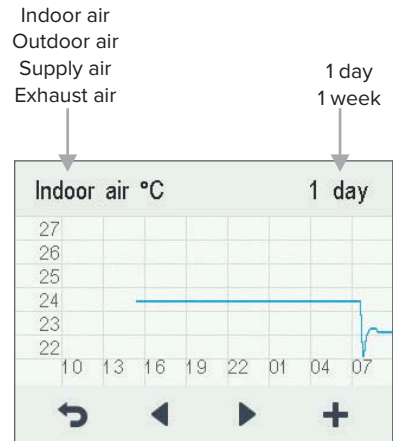 Indoor air
Outdoor air
Supply air
Exhaust air
1 day
1 week
Indoor air °C 1 day
27
26
25
24
23
22
10 13 16 19 22 01 04 07